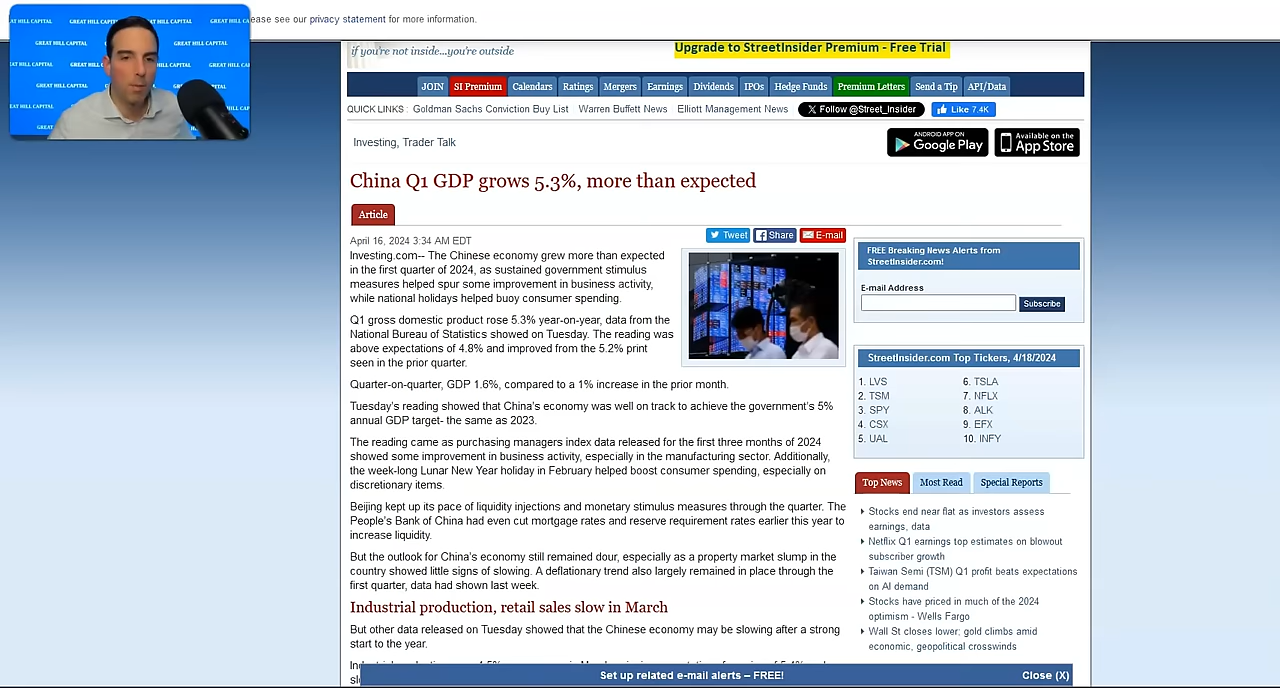 ease see our privacy statement for more information.
GREAT HILL CAPITAL
GREAT HILL CAPITAL
GREAT HILL CAPITAL
GREAT HILL CAPITAL
GREAT HILL CAPITAL
if you're not inside...you're outside
Upgrade to StreetInsider Premium - Free Trial
JOIN SI Premium Calendars Ratings Mergers Earnings Dividends IPOs Hedge Funds Premium Letters Send a Tip API/Data
QUICK LINKS : Goldman Sachs Conviction Buy List Warren Buffett News Elliott Management News X Follow @Street_Insider Like 7.4K
Investing, Trader Talk
ANDROID APP ON
Google Play
Available on the
App Store
China Q1 GDP grows 5.3%, more than expected
Article
Tweet Share E-mail
April 16, 2024 3:34 AM EDT
Investing.com-- The Chinese economy grew more than expected
in the first quarter of 2024, as sustained government stimulus
measures helped spur some improvement in business activity,
while national holidays helped buoy consumer spending.
Q1 gross domestic product rose 5.3% year-on-year, data from the
National Bureau of Statistics showed on Tuesday. The reading was
above expectations of 4.8% and improved from the 5.2% print
seen in the prior quarter.
Quarter-on-quarter, GDP 1.6%, compared to a 1% increase in the prior month.
Tuesday's reading showed that China's economy was well on track to achieve the government's 5%
annual GDP target- the same as 2023.
The reading came as purchasing managers index data released for the first three months of 2024
showed some improvement in business activity, especially in the manufacturing sector. Additionally,
the week-long Lunar New Year holiday in February helped boost consumer spending, especially on
discretionary items.
Beijing kept up its pace of liquidity injections and monetary stimulus measures through the quarter. The
People's Bank of China had even cut mortgage rates and reserve requirement rates earlier this year to
increase liquidity.
But the outlook for China's economy still remained dour, especially as a property market slump in the
country showed little signs of slowing. A deflationary trend also largely remained in place through the
first quarter, data had shown last week.
Industrial production, retail sales slow in March
But other data released on Tuesday showed that the Chinese economy may be slowing after a strong
start to the year.
FREE Breaking News Alerts from
StreetInsider.com!
E-mail Address
Subscribe
StreetInsider.com Top Tickers, 4/18/2024
1. LVS 6. TSLA
2. TSM 7. NFLX
3. SPY 8. ALK
4. CSX 9. EFX
5. UAL 10. INFY
Top News Most Read Special Reports
Stocks end near flat as investors assess
earnings, data
Netflix Q1 earnings top estimates on blowout
subscriber growth
Taiwan Semi (TSM) Q1 profit beats expectations
on AI demand
Stocks have priced in much of the 2024
optimism - Wells Fargo
Wall St closes lower; gold climbs amid
economic, geopolitical crosswinds
Set up related e-mail alerts – FREE! Close (X)